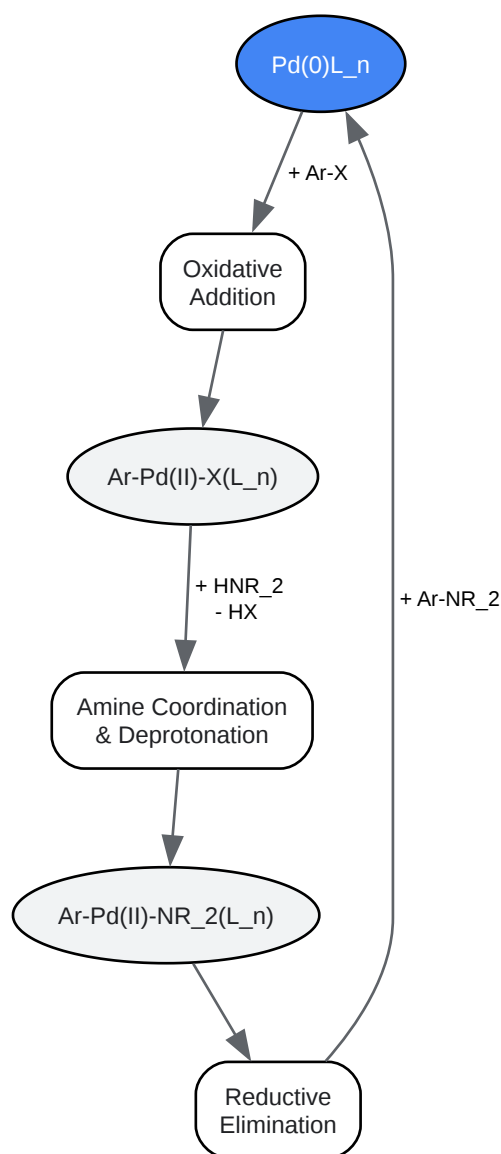 Pd(0)L_n
+ Ar-X
Oxidative
Addition
Ar-Pd(II)-X(L_n)
+ HNR_2
- HX
+ Ar-NR_2
Amine Coordination
& Deprotonation
Ar-Pd(II)-NR_2(L_n)
Reductive
Elimination